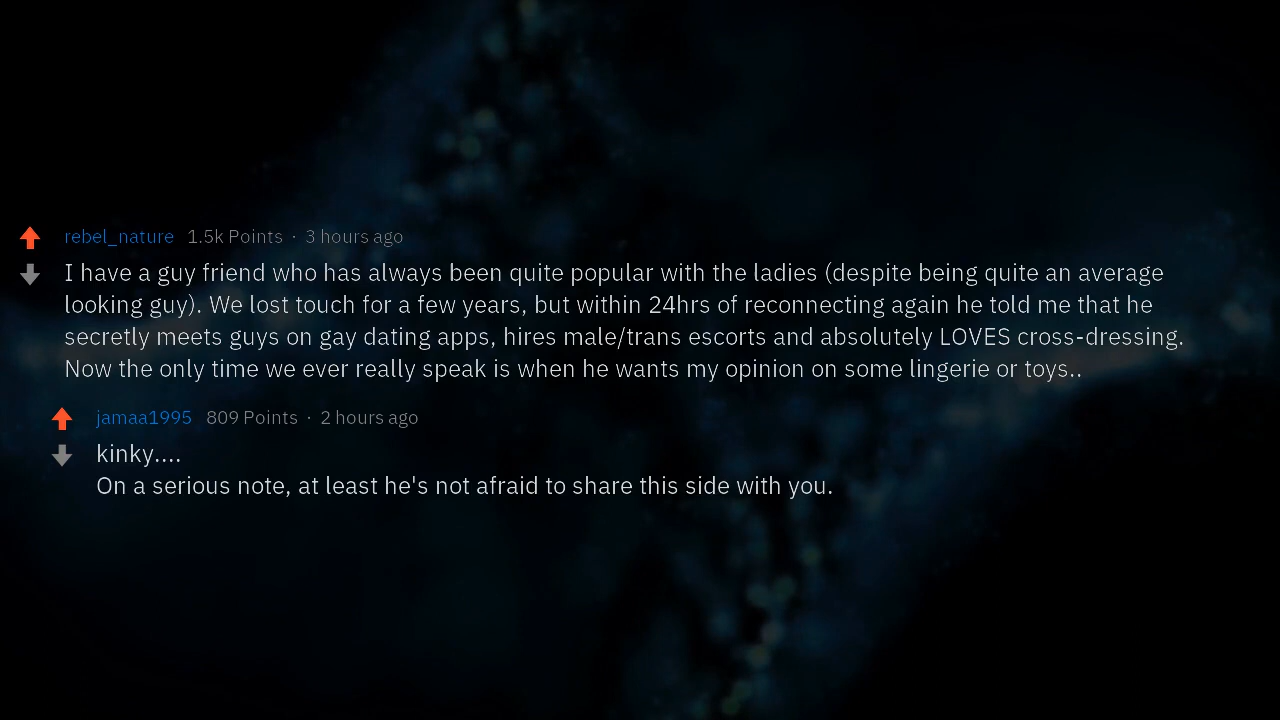 rebel_nature 1.5k Points · 3 hours ago
I have a guy friend who has always been quite popular with the ladies (despite being quite an average
looking guy). We lost touch for a few years, but within 24hrs of reconnecting again he told me that he
secretly meets guys on gay dating apps, hires male/trans escorts and absolutely LOVES cross-dressing.
Now the only time we ever really speak is when he wants my opinion on some lingerie or toys..
jamaa1995 809 Points · 2 hours ago
kinky....
On a serious note, at least he's not afraid to share this side with you.